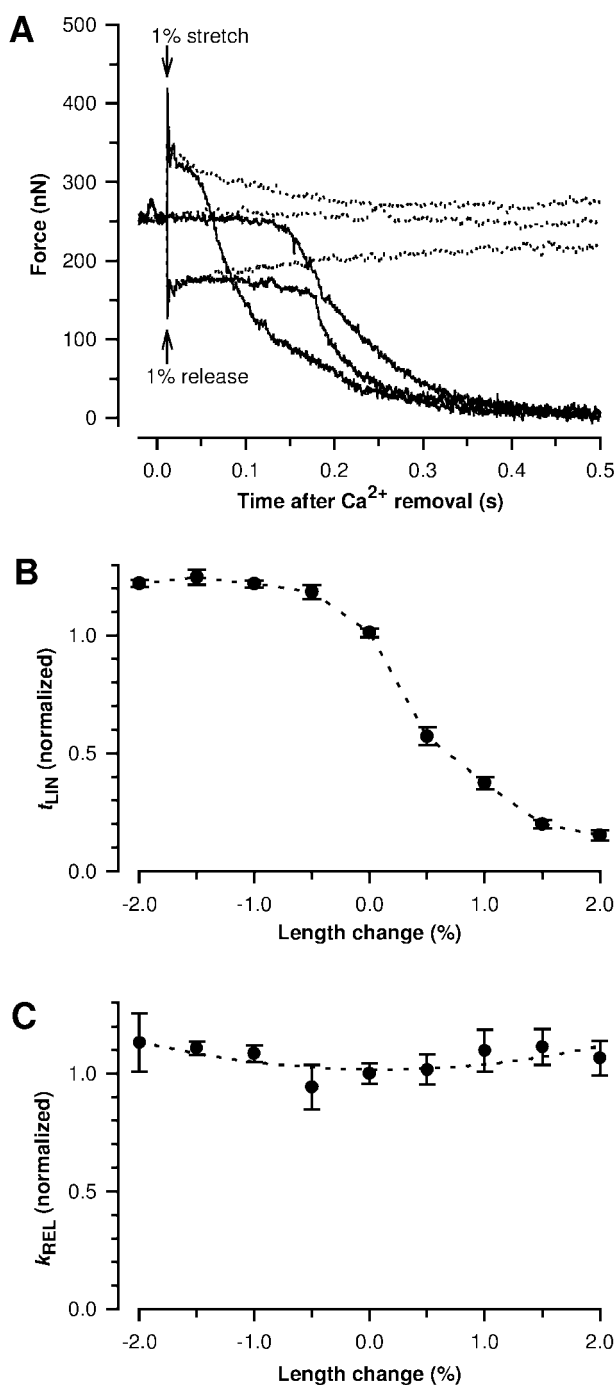 A
500
1% stretch
400
300
200
100
0
Force (nN)
1% release
0.0 0.1 0.2 0.3 0.4 0.5
Time after Ca²⁺ removal (s)
B
1.0
0.5
0.0
tLIN (normalized)
-2.0 -1.0 0.0 1.0 2.0
Length change (%)
C
1.0
0.5
0.0
kREL (normalized)
-2.0 -1.0 0.0 1.0 2.0
Length change (%)